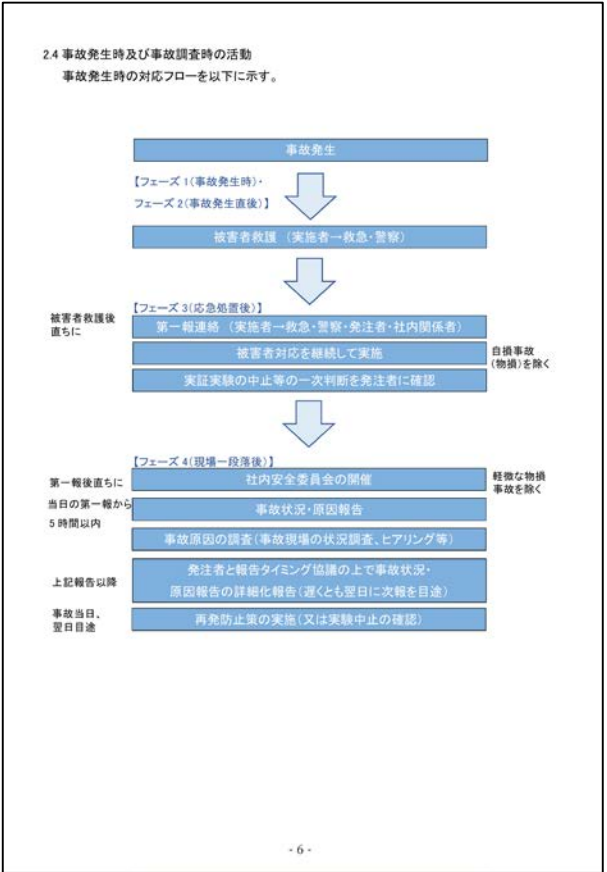 2.4 事故発生時及び事故調査時の活動
事故発生時の対応フローを以下に示す。
事故発生
【フェーズ 1(事故発生時)・
フェーズ 2(事故発生直後)】
被害者救護 (実施者→救急・警察)
【フェーズ 3(応急処置後)】
被害者救護後
直ちに
第一報連絡 (実施者→救急・警察・発注者・社内関係者)
被害者対応を継続して実施
自損事故
(物損)を除く
実証実験の中止等の一次判断を発注者に確認
【フェーズ 4(現場一段落後)】
第一報後直ちに
社内安全委員会の開催
軽微な物損
事故を除く
当日の第一報から
5 時間以内
事故状況・原因報告
事故原因の調査(事故現場の状況調査、ヒアリング等)
上記報告以降
発注者と報告タイミング協議の上で事故状況・
原因報告の詳細化報告(遅くとも翌日に次報を目途)
事故当日、
翌日目途
再発防止策の実施(又は実験中止の確認)
- 6 -